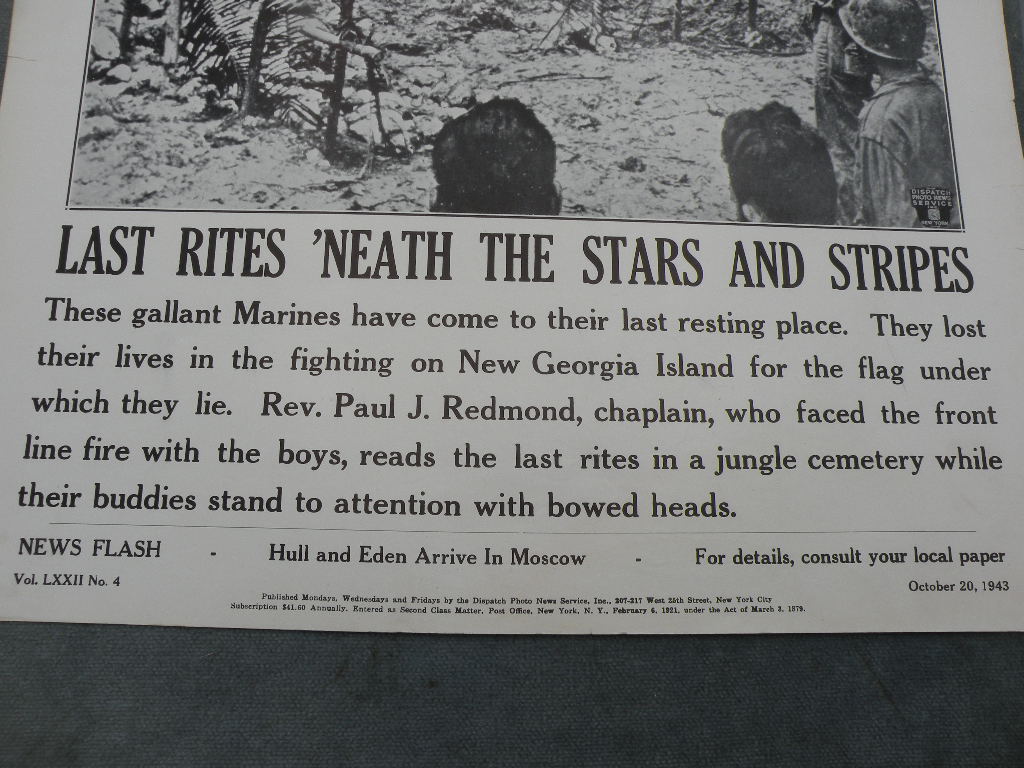 DISPATCH
PHOTO NEWS
SERVICE
NEW YORK
LAST RITES 'NEATH THE STARS AND STRIPES
These gallant Marines have come to their last resting place. They lost
their lives in the fighting on New Georgia Island for the flag under
which they lie. Rev. Paul J. Redmond, chaplain, who faced the front
line fire with the boys, reads the last rites in a jungle cemetery while
their buddies stand to attention with bowed heads.
NEWS FLASH - Hull and Eden Arrive In Moscow - For details, consult your local paper
Vol. LXXII No. 4
October 20, 1943
Published Mondays, Wednesdays and Fridays by the Dispatch Photo News Service, Inc., 207-217 West 25th Street, New York City
Subscription $41.60 Annually. Entered as Second Class Matter, Post Office, New York, N. Y., February 6, 1921, under the Act of March 3, 1879.